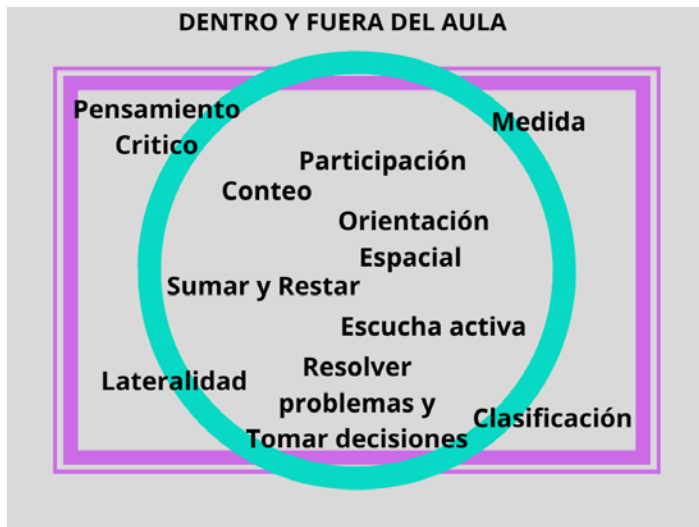 DENTRO Y FUERA DEL AULA
Pensamiento
Critico
Medida
Participación
Conteo
Orientación
Espacial
Sumar y Restar
Escucha activa
Lateralidad
Resolver
problemas y
Tomar decisiones
Clasificación